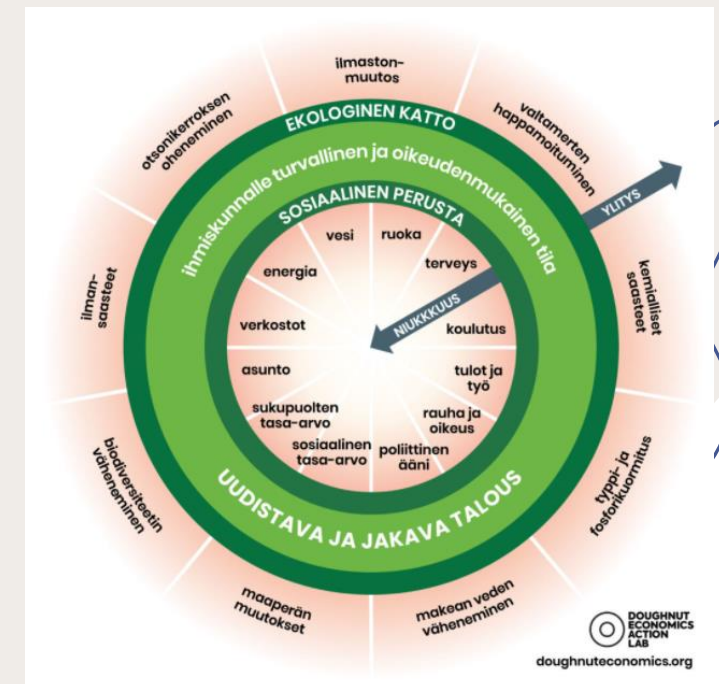 ilmaston-
muutos
valtamerten
happamoituminen
kemialliset
saasteet
typpi- ja
fosforikuormitus
makean veden
väheneminen
maaperän
muutokset
biodiversiteetin
väheneminen
ilman-
saasteet
otsonikerroksen
oheneminen
EKOLOGINEN KATTO
ihmiskunnalle turvallinen ja oikeudenmukainen tila
SOSIAALINEN PERUSTA
YLITYS
NIUKKKUUS
vesi
ruoka
terveys
koulutus
tulot ja
työ
rauha ja
oikeus
poliittinen
ääni
sosiaalinen
tasa-arvo
sukupuolten
tasa-arvo
asunto
verkostot
energia
UUDISTAVA JA JAKAVA TALOUS
DOUGHNUT
ECONOMICS
ACTION
LAB
doughnuteconomics.org